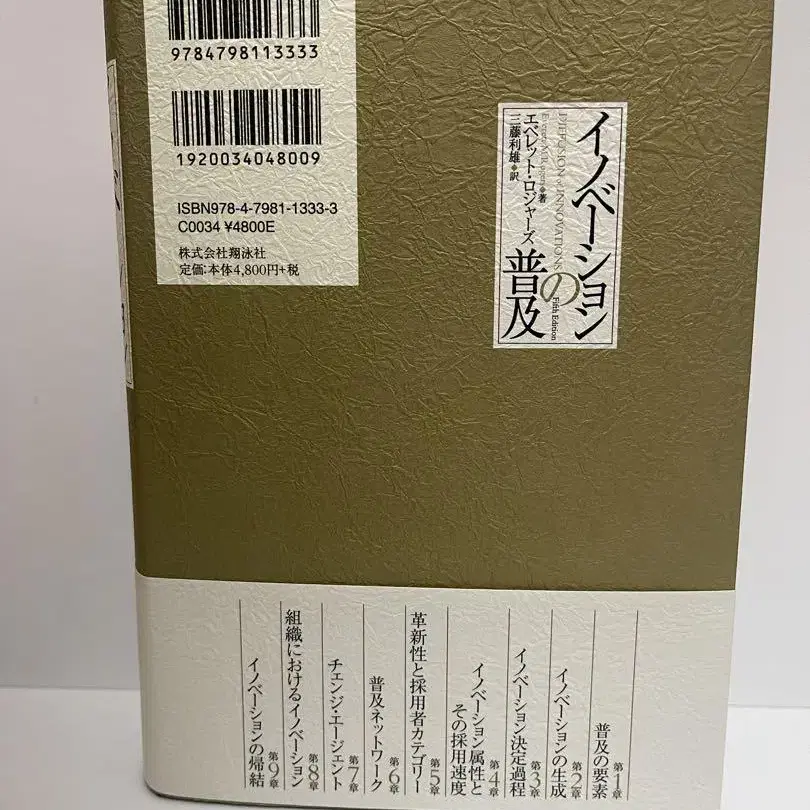 9784798113333
1920034048009
ISBN978-4-7981-1333-3
C0034 ¥4800E
株式会社翔泳社
定価:本体4,800円+税
イノベーションの普及
DIFFUSION of INNOVATIONS Fifth Edition
エベレット・ロジャーズ◆著
Everett M. Rogers
三藤利雄◆訳
第1章 普及の要素
第2章 イノベーションの生成
第3章 イノベーション決定過程
第4章 イノベーション属性と
その採用速度
第5章 革新性と採用者カテゴリー
第6章 普及ネットワーク
第7章 チェンジ・エージェント
第8章 組織におけるイノベーション
第9章 イノベーションの帰結